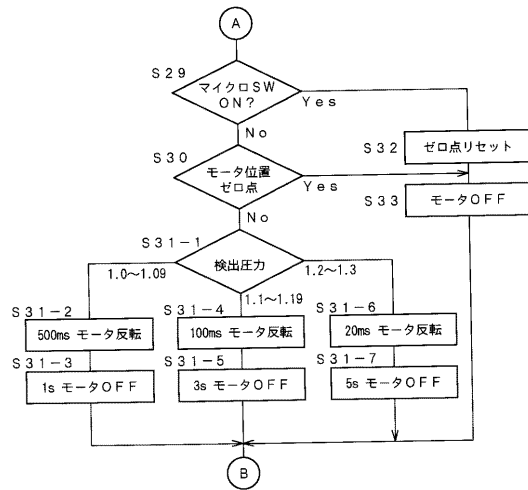 A
S29
マイクロSW
ON?
Yes
No
S30
モータ位置
ゼロ点
Yes
No
S32
ゼロ点リセット
S33
モータOFF
S31-1
検出圧力
1.0～1.09
1.1～1.19
1.2～1.3
S31-2
500ms モータ反転
S31-3
1s モータOFF
S31-4
100ms モータ反転
S31-5
3s モータOFF
S31-6
20ms モータ反転
S31-7
5s モータOFF
B